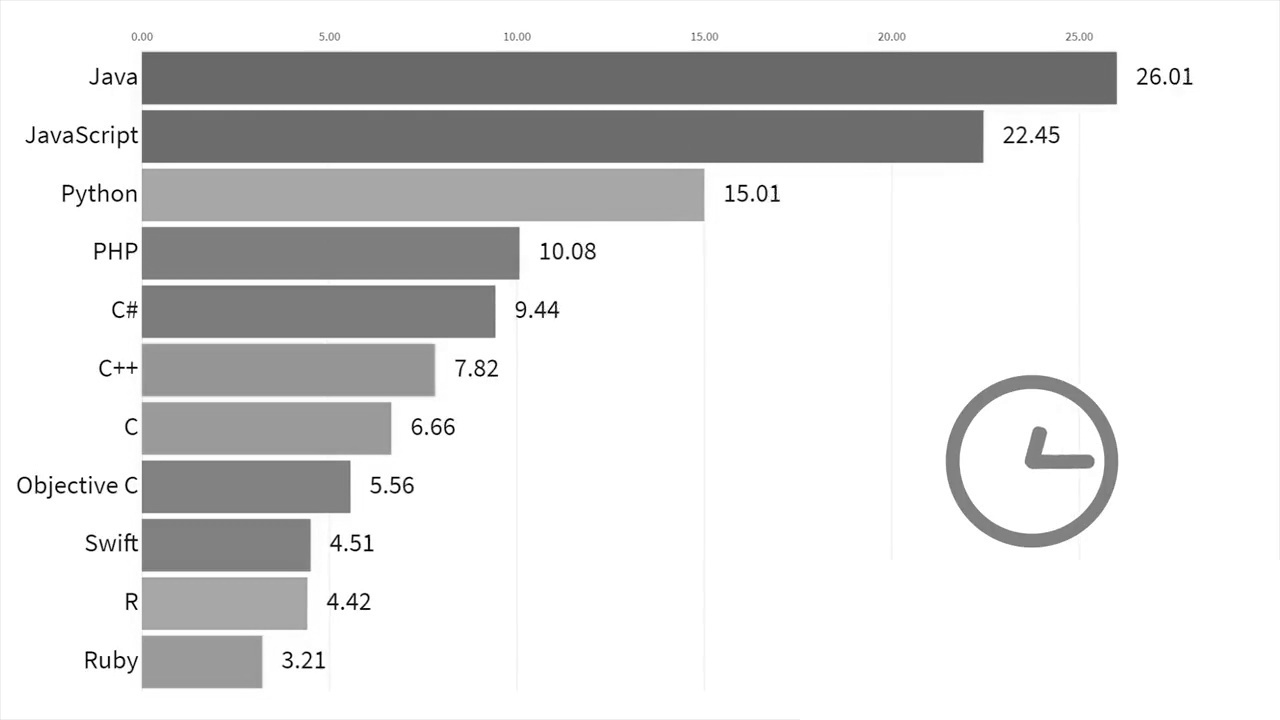 0.00 5.00 10.00 15.00 20.00 25.00
Java 26.01
JavaScript 22.45
Python 15.01
PHP 10.08
C# 9.44
C++ 7.82
C 6.66
Objective C 5.56
Swift 4.51
R 4.42
Ruby 3.21